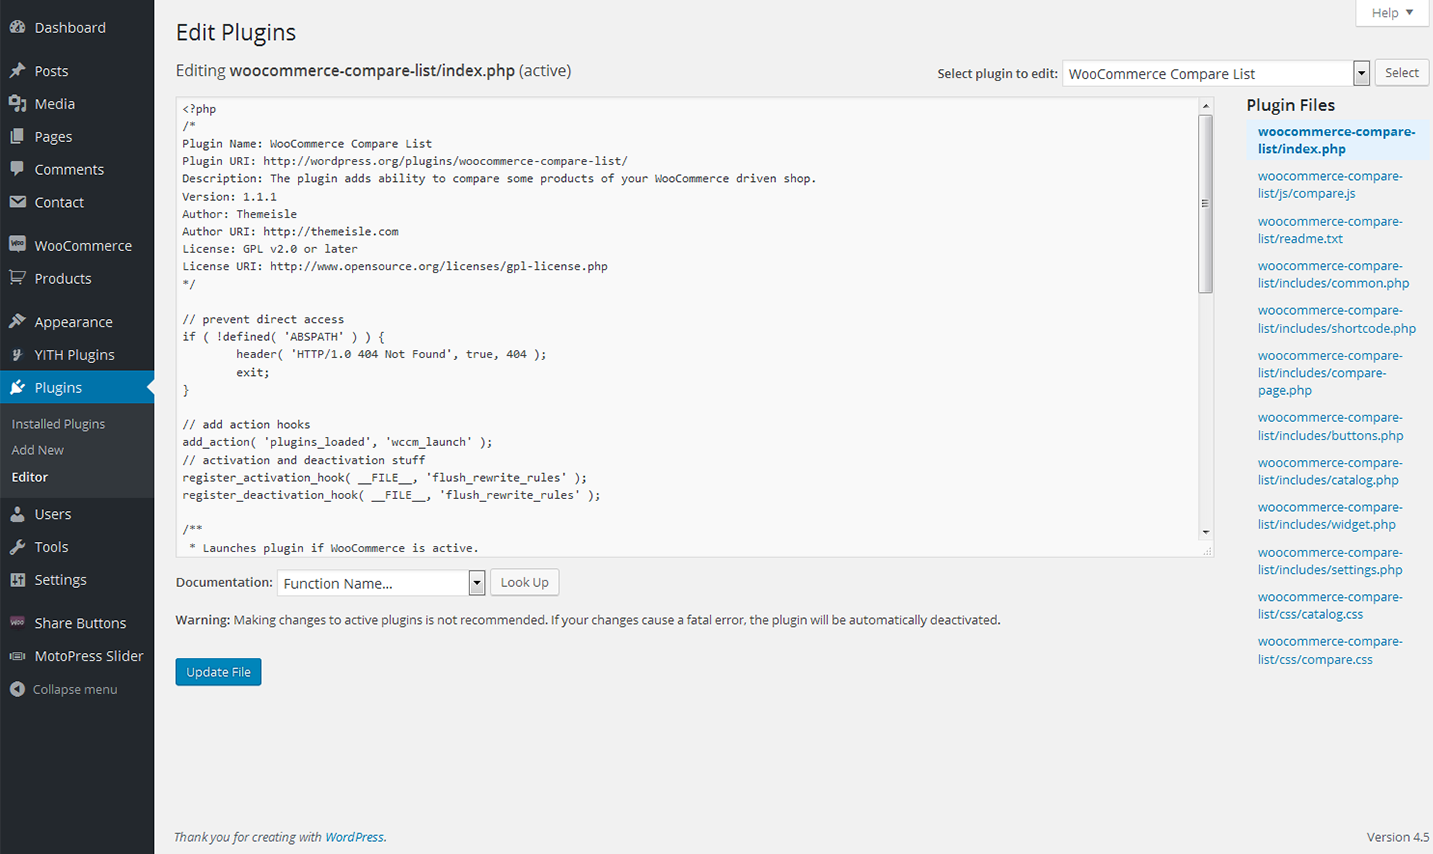 Dashboard
Posts
Media
Pages
Comments
Contact
WooCommerce
Products
Appearance
YITH Plugins
Plugins
Installed Plugins
Add New
Editor
Users
Tools
Settings
Share Buttons
MotoPress Slider
Collapse menu
Help
Edit Plugins
Editing woocommerce-compare-list/index.php (active)
Select plugin to edit: WooCommerce Compare List Select
<?php
/*
Plugin Name: WooCommerce Compare List
Plugin URI: http://wordpress.org/plugins/woocommerce-compare-list/
Description: The plugin adds ability to compare some products of your WooCommerce driven shop.
Version: 1.1.1
Author: Themeisle
Author URI: http://themeisle.com
License: GPL v2.0 or later
License URI: http://www.opensource.org/licenses/gpl-license.php
*/
// prevent direct access
if ( !defined( 'ABSPATH' ) ) {
header( 'HTTP/1.0 404 Not Found', true, 404 );
exit;
}
// add action hooks
add_action( 'plugins_loaded', 'wccm_launch' );
// activation and deactivation stuff
register_activation_hook( __FILE__, 'flush_rewrite_rules' );
register_deactivation_hook( __FILE__, 'flush_rewrite_rules' );
/**
* Launches plugin if WooCommerce is active.
Documentation: Function Name... Look Up
Warning: Making changes to active plugins is not recommended. If your changes cause a fatal error, the plugin will be automatically deactivated.
Update File
Plugin Files
woocommerce-compare-
list/index.php
woocommerce-compare-
list/js/compare.js
woocommerce-compare-
list/readme.txt
woocommerce-compare-
list/includes/common.php
woocommerce-compare-
list/includes/shortcode.php
woocommerce-compare-
list/includes/compare-
page.php
woocommerce-compare-
list/includes/buttons.php
woocommerce-compare-
list/includes/catalog.php
woocommerce-compare-
list/includes/widget.php
woocommerce-compare-
list/includes/settings.php
woocommerce-compare-
list/css/catalog.css
woocommerce-compare-
list/css/compare.css
Thank you for creating with WordPress.
Version 4.5